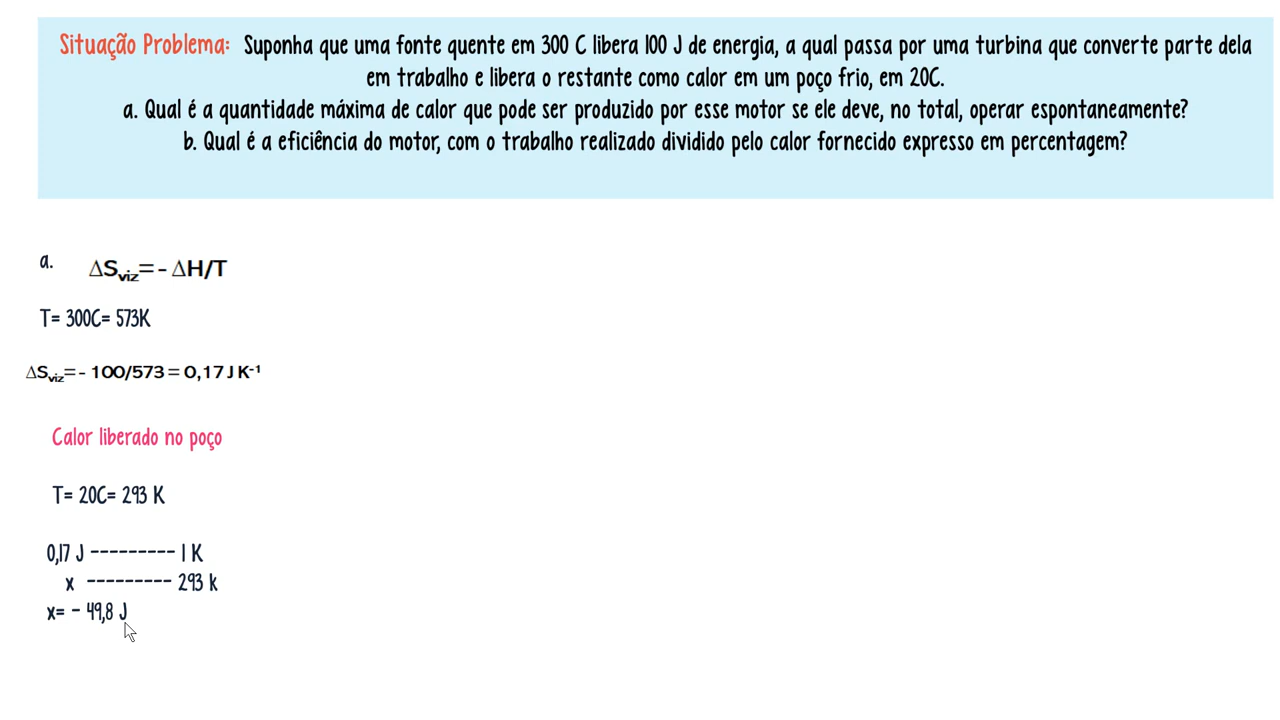 Situação Problema: Suponha que uma fonte quente em 300 C libera 100 J de energia, a qual passa por uma turbina que converte parte dela
em trabalho e libera o restante como calor em um poço frio, em 20C.
a. Qual é a quantidade máxima de calor que pode ser produzido por esse motor se ele deve, no total, operar espontaneamente?
b. Qual é a eficiência do motor, com o trabalho realizado dividido pelo calor fornecido expresso em percentagem?
a. ΔSviz= - ΔH/T
T= 300C= 573K
ΔSviz= - 100/573 = 0,17 J K⁻¹
Calor liberado no poço
T= 20C= 293 K
0,17 J --------- 1 K
x --------- 293 k
x= - 49,8 J